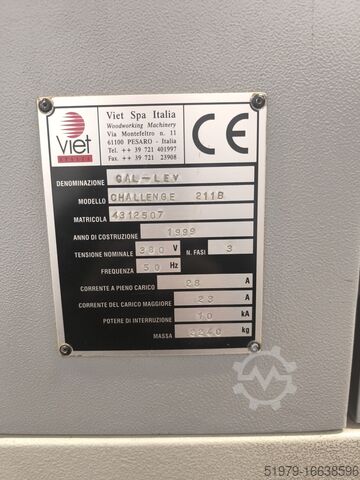 Viet
ITALIA
Viet Spa Italia
Woodworking Machinery
Via Montefeltro n. 11
61100 PESARO - Italia
Tel. ++ 39 721 401997
Fax. ++ 39 721 23908
CE
DENOMINAZIONE CAL-LEV
MODELLO CHALLENGE 211B
MATRICOLA 4312507
ANNO DI COSTRUZIONE 1999
TENSIONE NOMINALE 380 V N. FASI 3
FREQUENZA 50 Hz
CORRENTE A PIENO CARICO 28 A
CORRENTE DEL CARICO MAGGIORE 23 A
POTERE DI INTERRUZIONE 10 kA
MASSA 2240 kg
51979-16638596